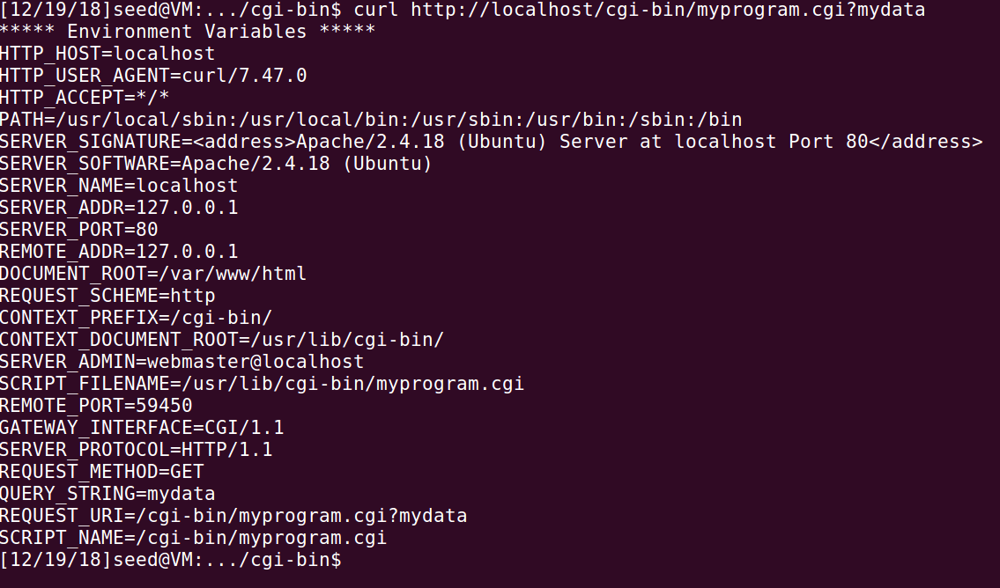 [12/19/18]seed@VM:.../cgi-bin$ curl http://localhost/cgi-bin/myprogram.cgi?mydata
***** Environment Variables *****
HTTP_HOST=localhost
HTTP_USER_AGENT=curl/7.47.0
HTTP_ACCEPT=*/*
PATH=/usr/local/sbin:/usr/local/bin:/usr/sbin:/usr/bin:/sbin:/bin
SERVER_SIGNATURE=<address>Apache/2.4.18 (Ubuntu) Server at localhost Port 80</address>
SERVER_SOFTWARE=Apache/2.4.18 (Ubuntu)
SERVER_NAME=localhost
SERVER_ADDR=127.0.0.1
SERVER_PORT=80
REMOTE_ADDR=127.0.0.1
DOCUMENT_ROOT=/var/www/html
REQUEST_SCHEME=http
CONTEXT_PREFIX=/cgi-bin/
CONTEXT_DOCUMENT_ROOT=/usr/lib/cgi-bin/
SERVER_ADMIN=webmaster@localhost
SCRIPT_FILENAME=/usr/lib/cgi-bin/myprogram.cgi
REMOTE_PORT=59450
GATEWAY_INTERFACE=CGI/1.1
SERVER_PROTOCOL=HTTP/1.1
REQUEST_METHOD=GET
QUERY_STRING=mydata
REQUEST_URI=/cgi-bin/myprogram.cgi?mydata
SCRIPT_NAME=/cgi-bin/myprogram.cgi
[12/19/18]seed@VM:.../cgi-bin$